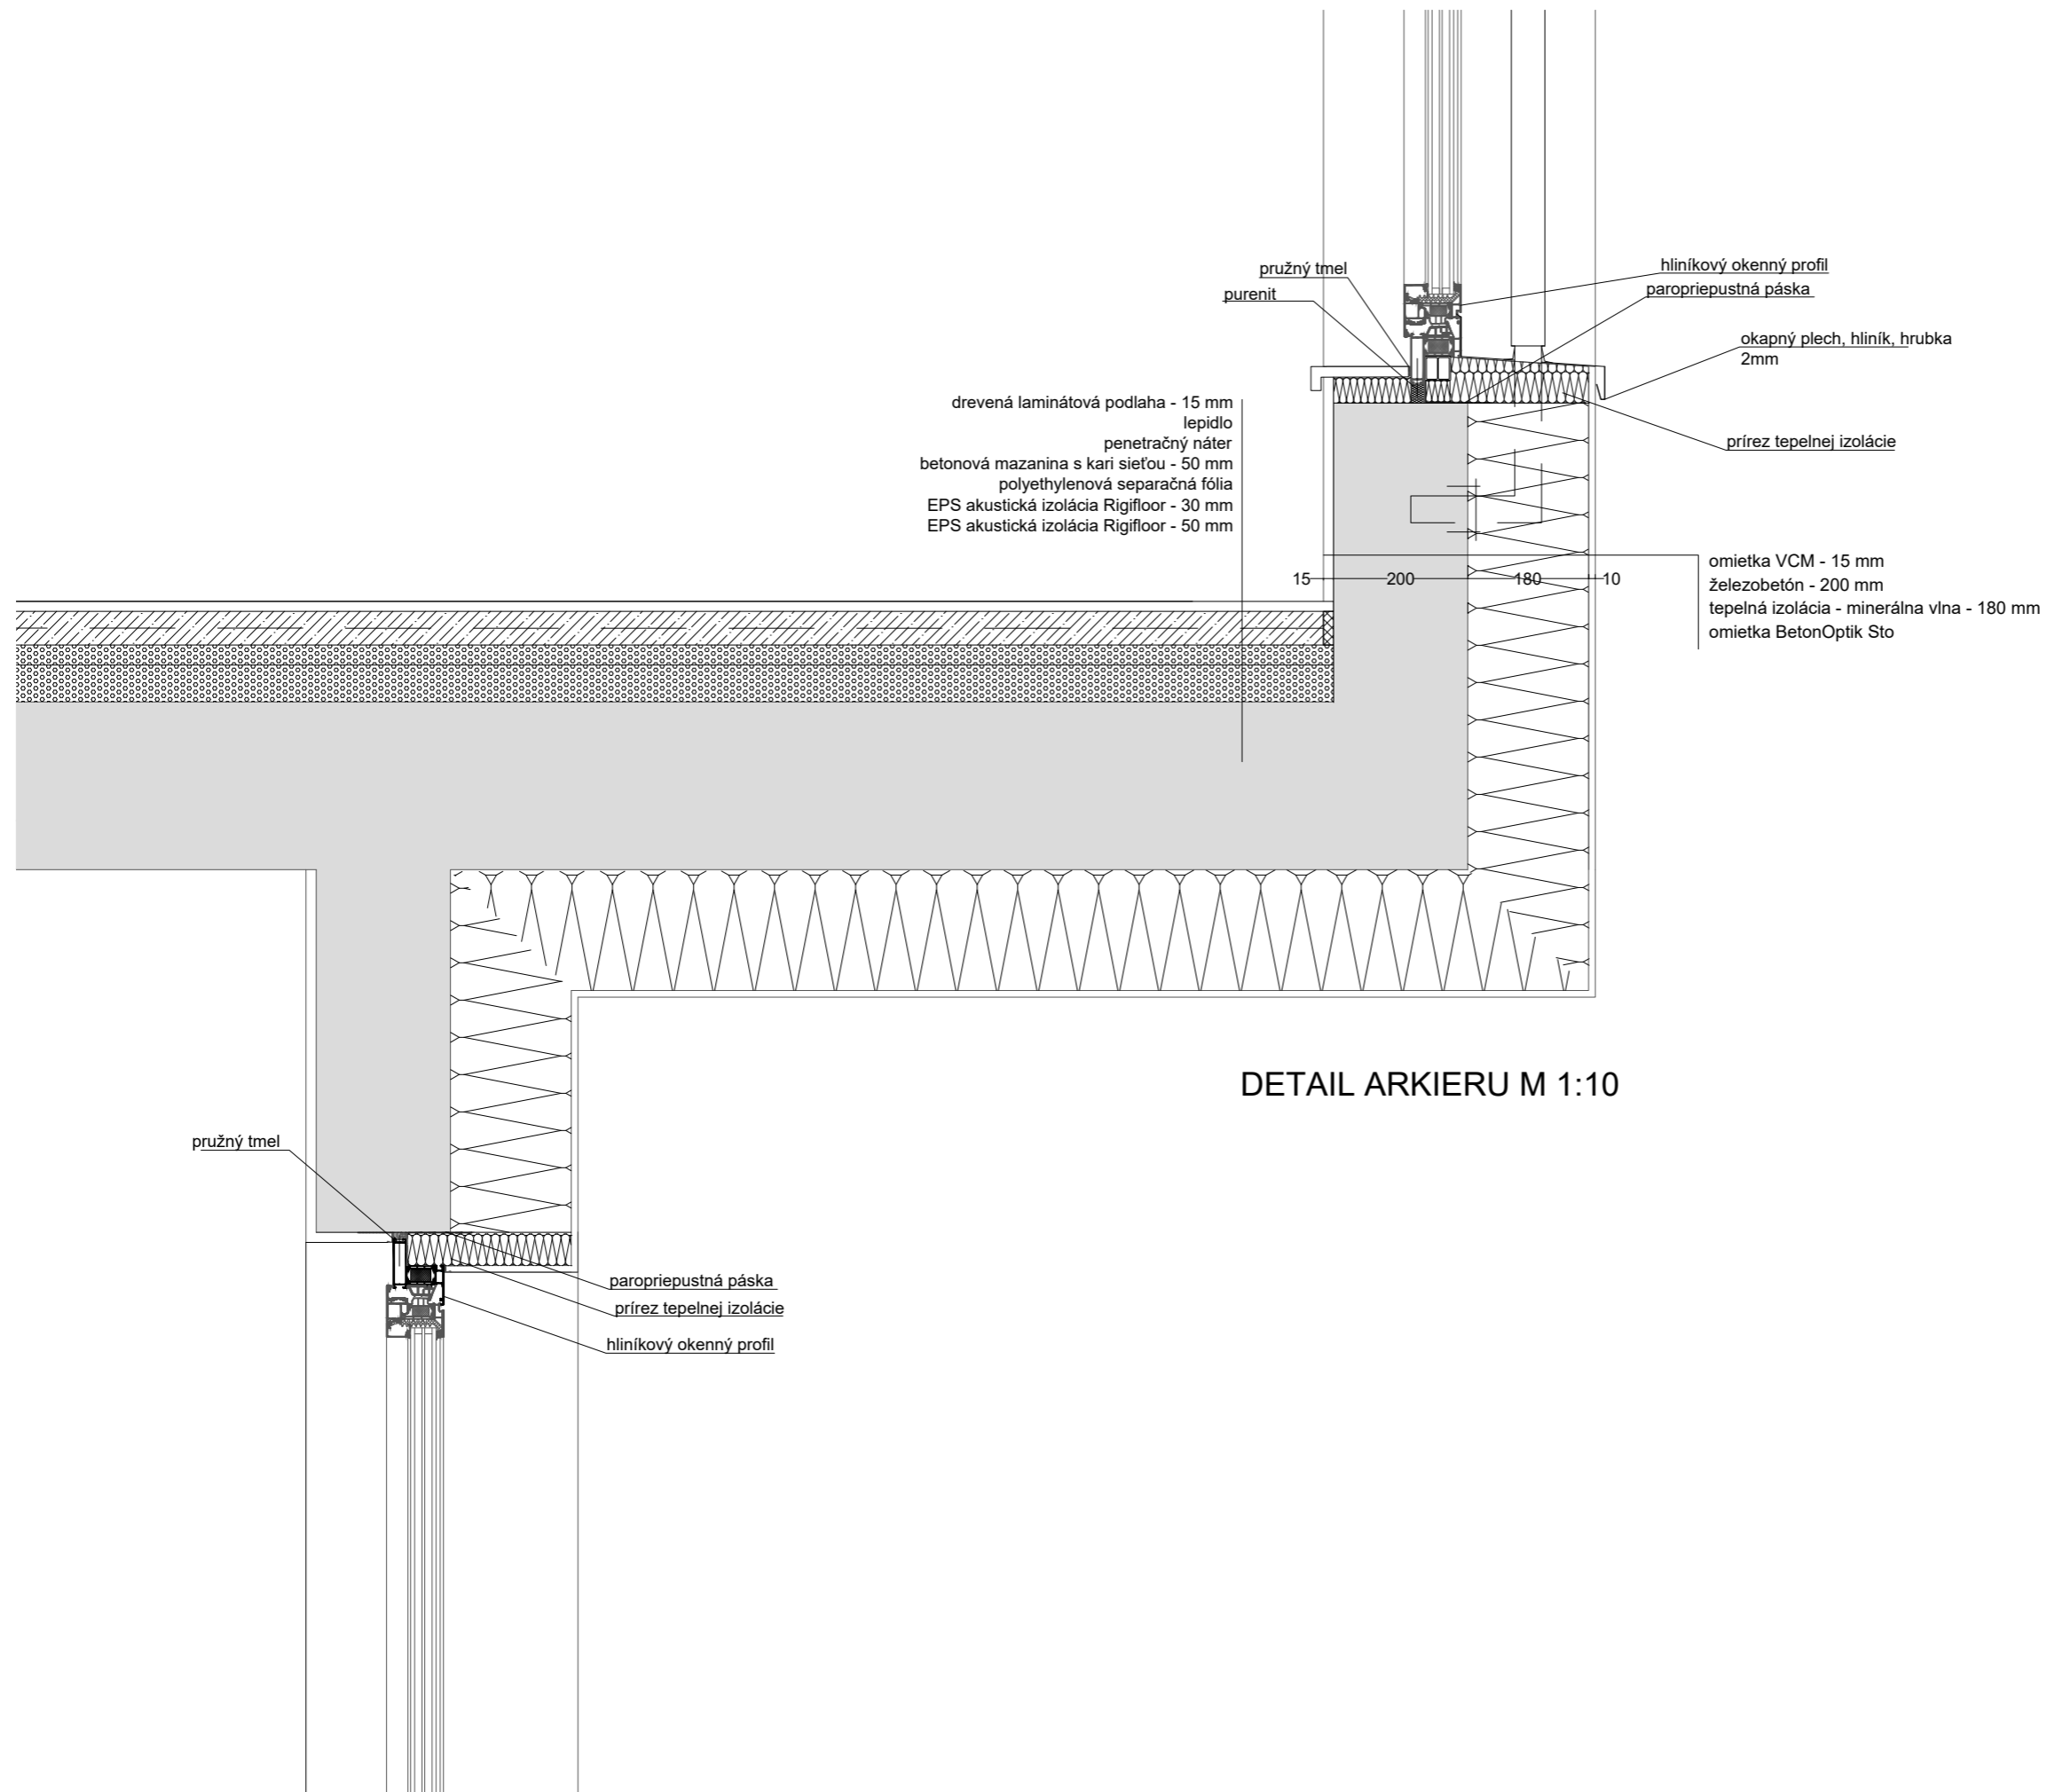 pružný tmel
purenit
hliníkový okenný profil
paropriepustná páska
okapný plech, hliník, hrubka
2mm
prírez tepelnej izolácie
drevená laminátová podlaha - 15 mm
lepidlo
penetračný náter
betonová mazanina s kari sieťou - 50 mm
polyethylenová separačná fólia
EPS akustická izolácia Rigifloor - 30 mm
EPS akustická izolácia Rigifloor - 50 mm
15 200 180 10
omietka VCM - 15 mm
železobetón - 200 mm
tepelná izolácia - minerálna vlna - 180 mm
omietka BetonOptik Sto
DETAIL ARKIERU M 1:10
pružný tmel
paropriepustná páska
prírez tepelnej izolácie
hliníkový okenný profil